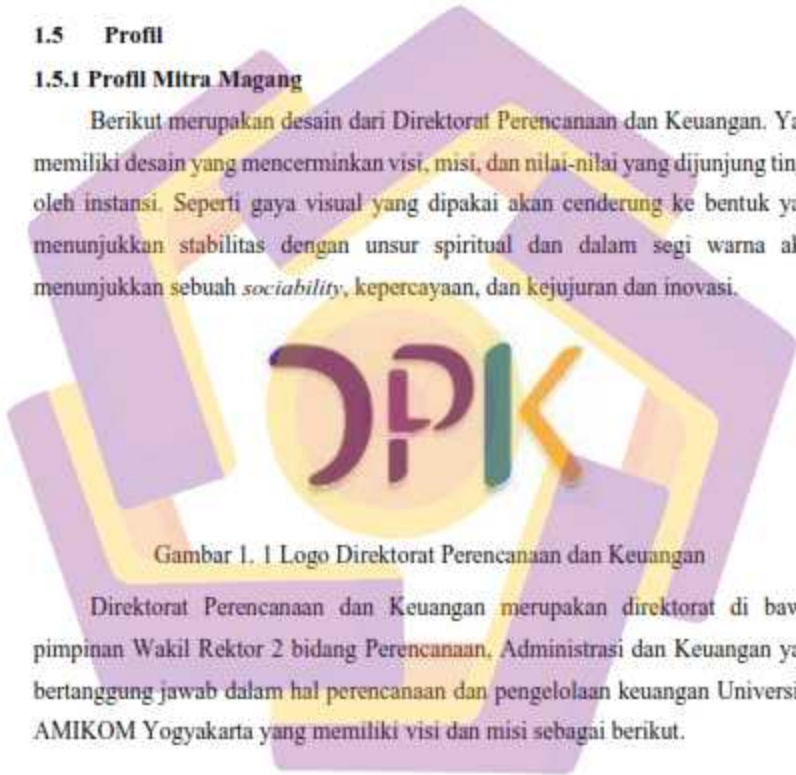 1.5 Profil
1.5.1 Profil Mitra Magang
Berikut merupakan desain dari Direktorat Perencanaan dan Keuangan. Ya
memiliki desain yang mencerminkan visi, misi, dan nilai-nilai yang dijunjung ting
oleh instansi. Seperti gaya visual yang dipakai akan cenderung ke bentuk ya
menunjukkan stabilitas dengan unsur spiritual dan dalam segi warna ak
menunjukkan sebuah sociability, kepercayaan, dan kejujuran dan inovasi.
DPK
Gambar 1. 1 Logo Direktorat Perencanaan dan Keuangan
Direktorat Perencanaan dan Keuangan merupakan direktorat di baw
pimpinan Wakil Rektor 2 bidang Perencanaan, Administrasi dan Keuangan ya
bertanggung jawab dalam hal perencanaan dan pengelolaan keuangan Universi
AMIKOM Yogyakarta yang memiliki visi dan misi sebagai berikut.